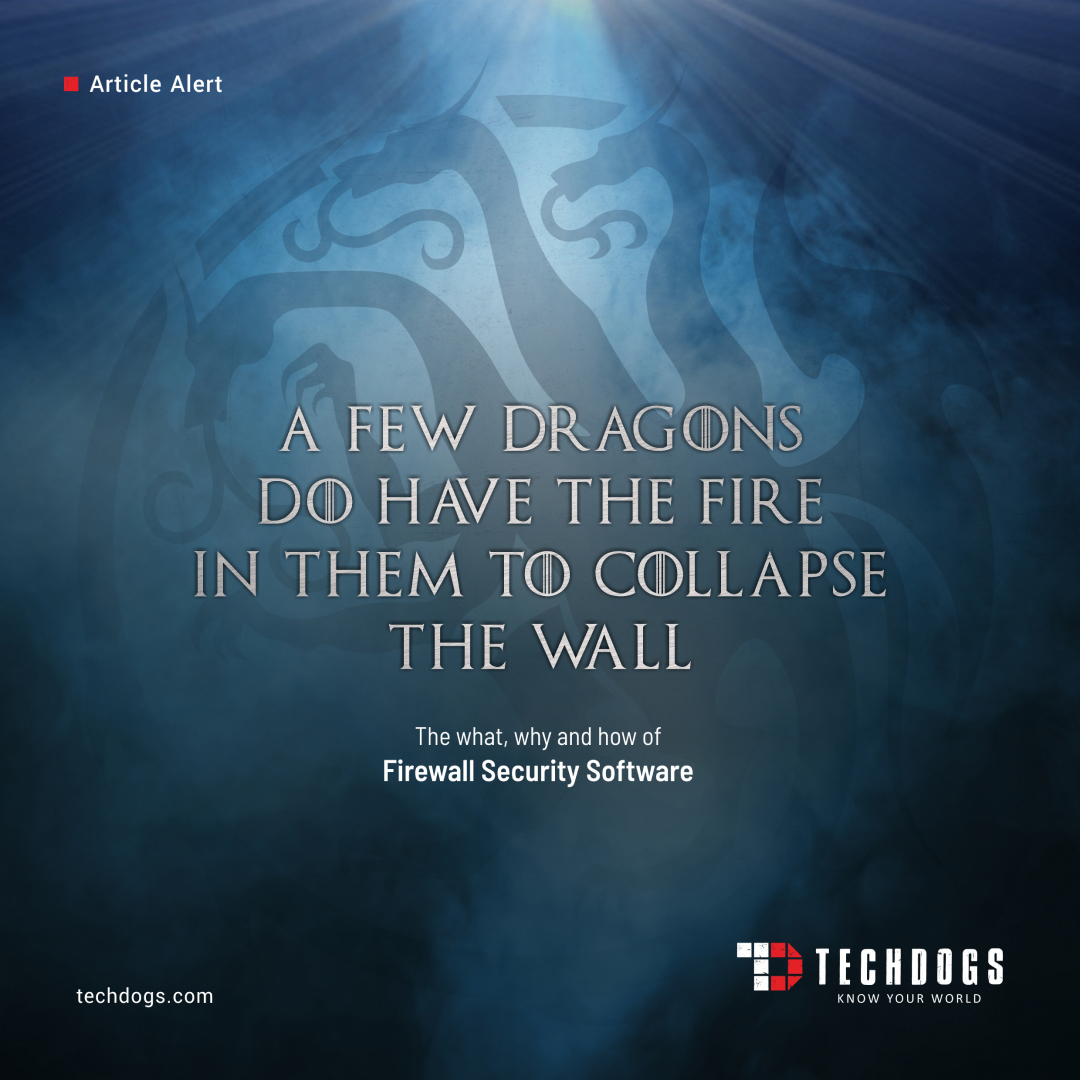 Article Alert
A FEW DRAGONS
DO HAVE THE FIRE
IN THEM TO COLLAPSE
THE WALL
The what, why and how of
Firewall Security Software
techdogs.com
TECHDOGS
KNOW YOUR WORLD